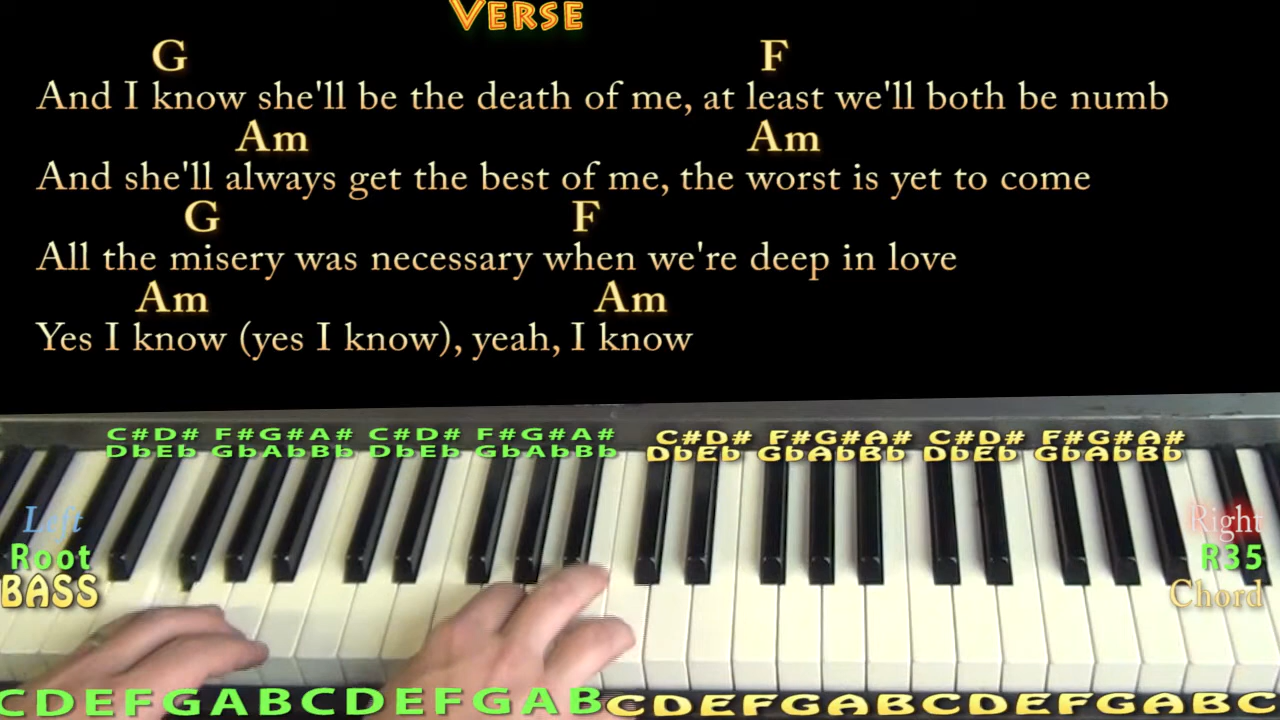 VERSE
G F
And I know she'll be the death of me, at least we'll both be numb
Am Am
And she'll always get the best of me, the worst is yet to come
G F
All the misery was necessary when we're deep in love
Am Am
Yes I know (yes I know), yeah, I know
C#D# F#G#A# C#D# F#G#A# C#D# F#G#A# C#D# F#G#A#
DbEb GbAbBb DbEb GbAbBb DbEb GbAbBb DbEb GbAbBb
Left
Root
BASS
Right
R35
Chord
CDEFGABCDEFGABCDEFGABCDEFGABC